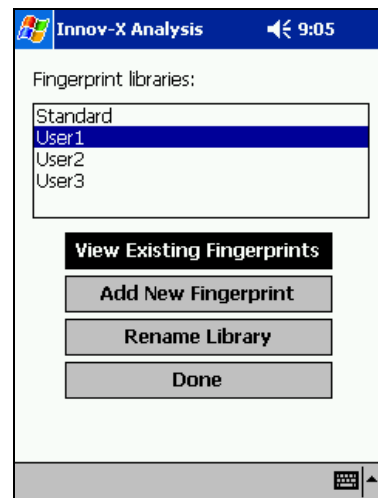 Innov-X Analysis 9:05
Fingerprint libraries:
Standard
User1
User2
User3
View Existing Fingerprints
Add New Fingerprint
Rename Library
Done